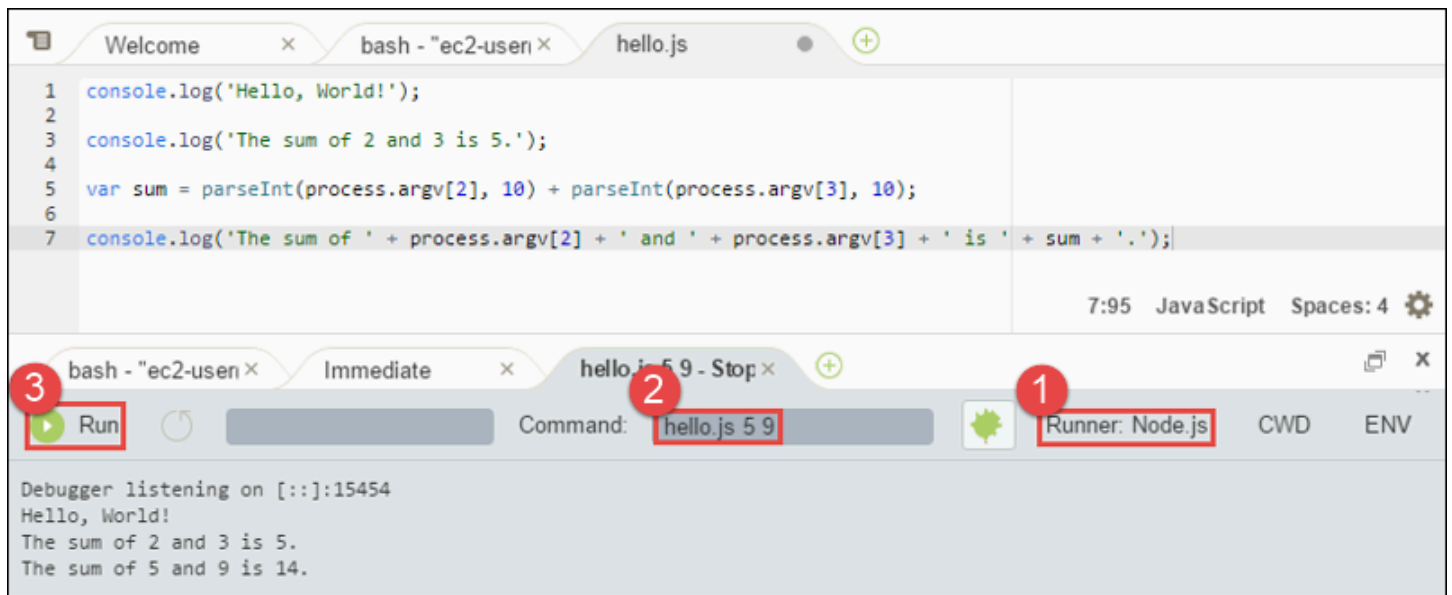 Welcome × bash - "ec2-user × hello.js
1 console.log('Hello, World!');
2
3 console.log('The sum of 2 and 3 is 5.');
4
5 var sum = parseInt(process.argv[2], 10) + parseInt(process.argv[3], 10);
6
7 console.log('The sum of ' + process.argv[2] + ' and ' + process.argv[3] + ' is ' + sum + '.');
7:95 JavaScript Spaces: 4
bash - "ec2-user × Immediate × hello.js 5 9 - Stop × x
3 Run Command: 2 hello.js 5 9 1 Runner: Node.js CWD ENV
Debugger listening on [::]:15454
Hello, World!
The sum of 2 and 3 is 5.
The sum of 5 and 9 is 14.